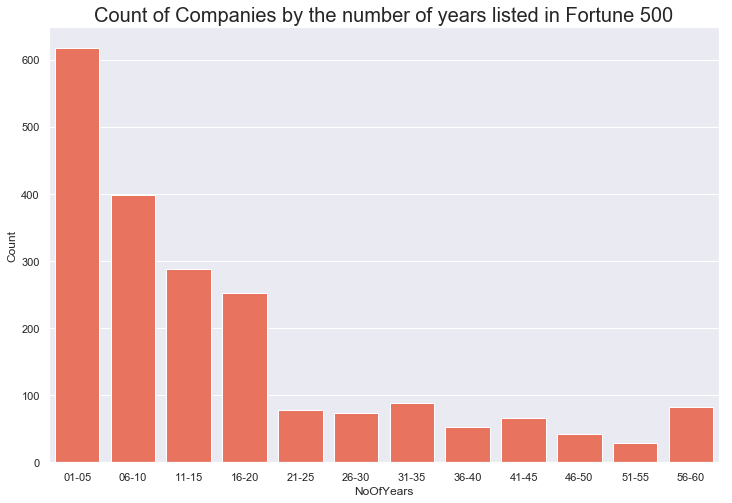 Count of Companies by the number of years listed in Fortune 500
600
500
400
300
200
100
0
Count
01-05 06-10 11-15 16-20 21-25 26-30 31-35 36-40 41-45 46-50 51-55 56-60
NoOfYears